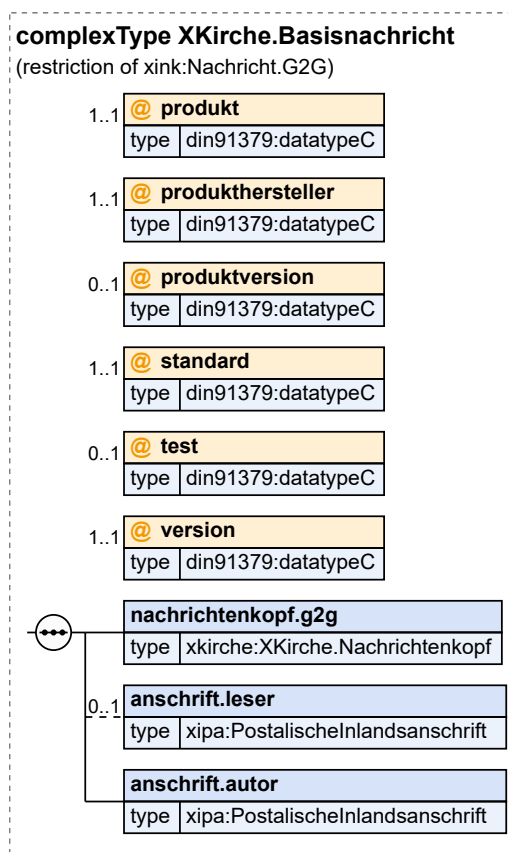 complexType XKirche.Basisnachricht
(restriction of xink:Nachricht.G2G)
1..1 @ produkt
type din91379:datatypeC
1..1 @ produkthersteller
type din91379:datatypeC
0..1 @ produktversion
type din91379:datatypeC
1..1 @ standard
type din91379:datatypeC
0..1 @ test
type din91379:datatypeC
1..1 @ version
type din91379:datatypeC
nachrichtenkopf.g2g
type xkirche:XKirche.Nachrichtenkopf
0..1 anschrift.leser
type xipa:PostalischeInlandsanschrift
anschrift.autor
type xipa:PostalischeInlandsanschrift